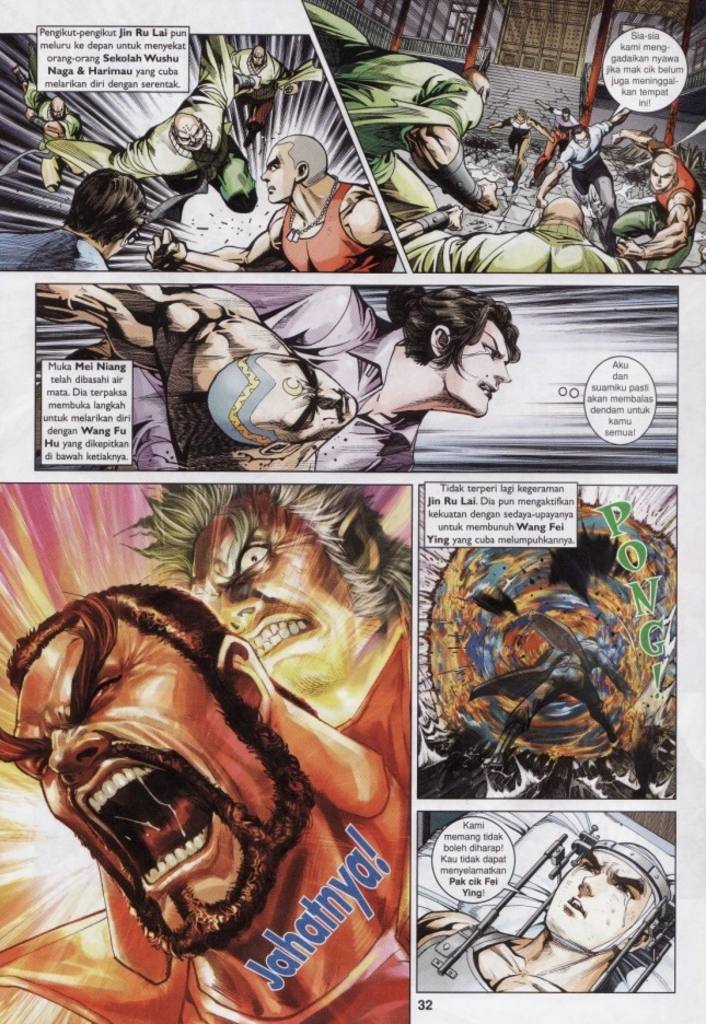 Pengikut-pengikut Jin Ru Lai pun
meluru ke depan untuk menyekat
orang-orang Sekolah Wushu
Naga & Harimau yang cuba
melarikan diri dengan serentak.
Sia-sia
kami meng-
gadaikan nyawa
jika mak cik belum
juga meninggal-
kan tempat
ini!
Muka Mei Niang
telah dibasahi air
mata. Dia terpaksa
membuka langkah
untuk melarikan diri
dengan Wang Fu
Hu yang dikepitkan
di bawah ketiaknya.
Aku
dan
suamiku pasti
akan membalas
dendam untuk
kamu
semua!
Jahatnya!
Tidak terperi lagi kegeraman
Jin Ru Lai. Dia pun mengaktifkan
kekuatan dengan sedaya-upayanya
untuk membunuh Wang Fei
Ying yang cuba melumpuhkannya.
PONG!
Kami
memang tidak
boleh diharap!
Kau tidak dapat
menyelamatkan
Pak cik Fei
Ying!
32